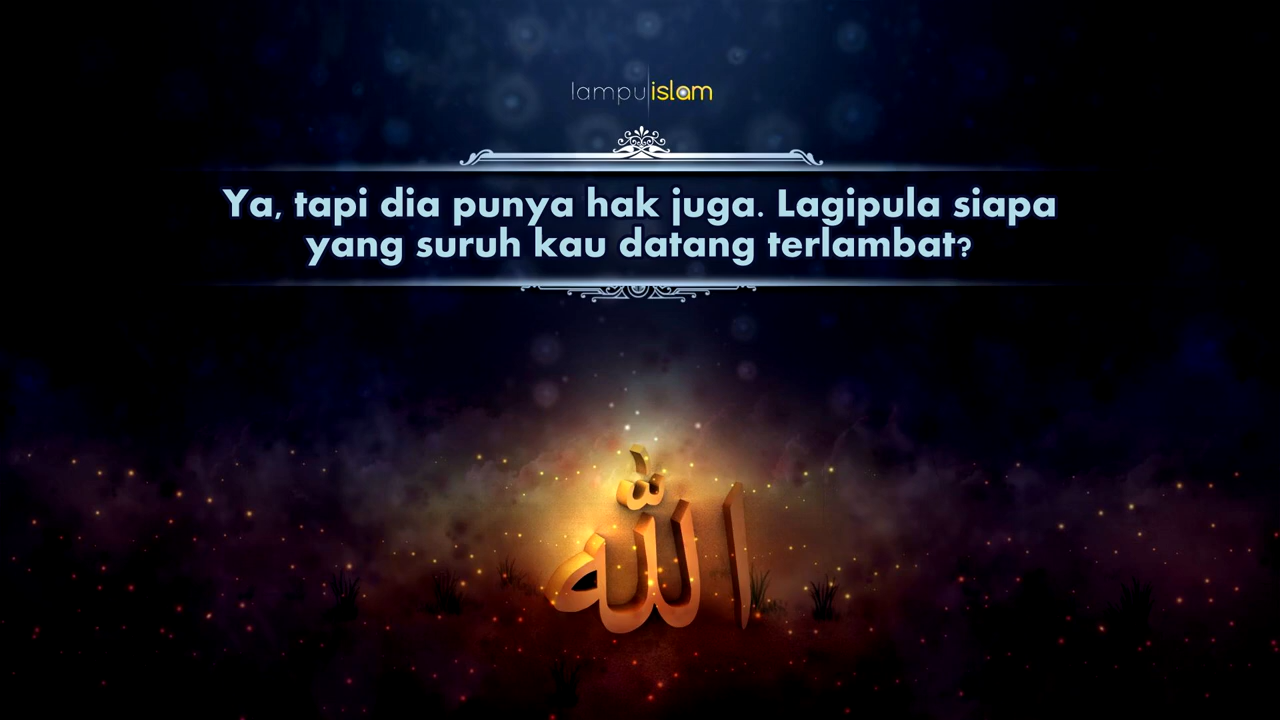 lampuislam
Ya, tapi dia punya hak juga. Lagipula siapa
yang suruh kau datang terlambat?
الله